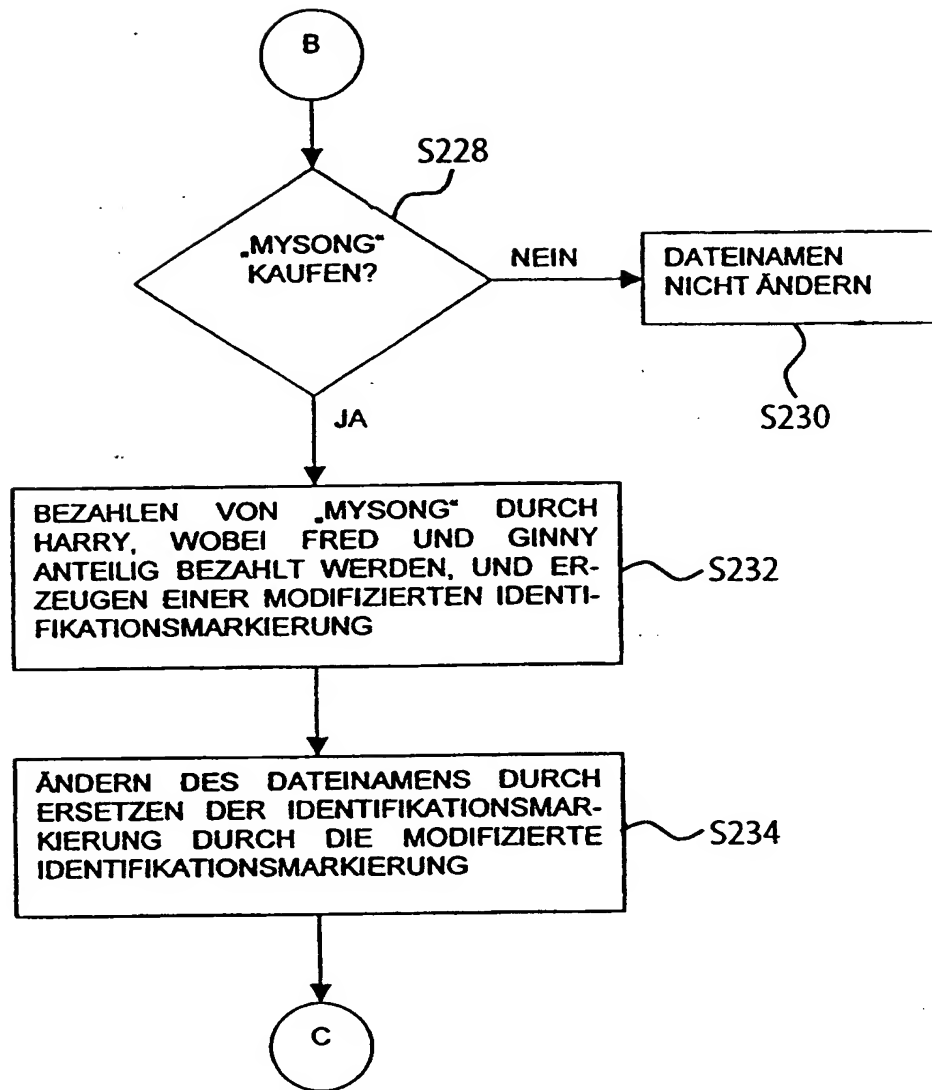 B
S228
„MYSONG“
KAUFEN?
NEIN
DATEINAMEN
NICHT ÄNDERN
S230
JA
BEZAHLEN VON „MYSONG“ DURCH
HARRY, WOBEI FRED UND GINNY
ANTEILIG BEZAHLT WERDEN, UND ER-
ZEUGEN EINER MODIFIZIERTEN IDENTI-
FIKATIONSMARKIERUNG
S232
ÄNDERN DES DATEINAMENS DURCH
ERSETZEN DER IDENTIFIKATIONSMAR-
KIERUNG DURCH DIE MODIFIZIERTE
IDENTIFIKATIONSMARKIERUNG
S234
C